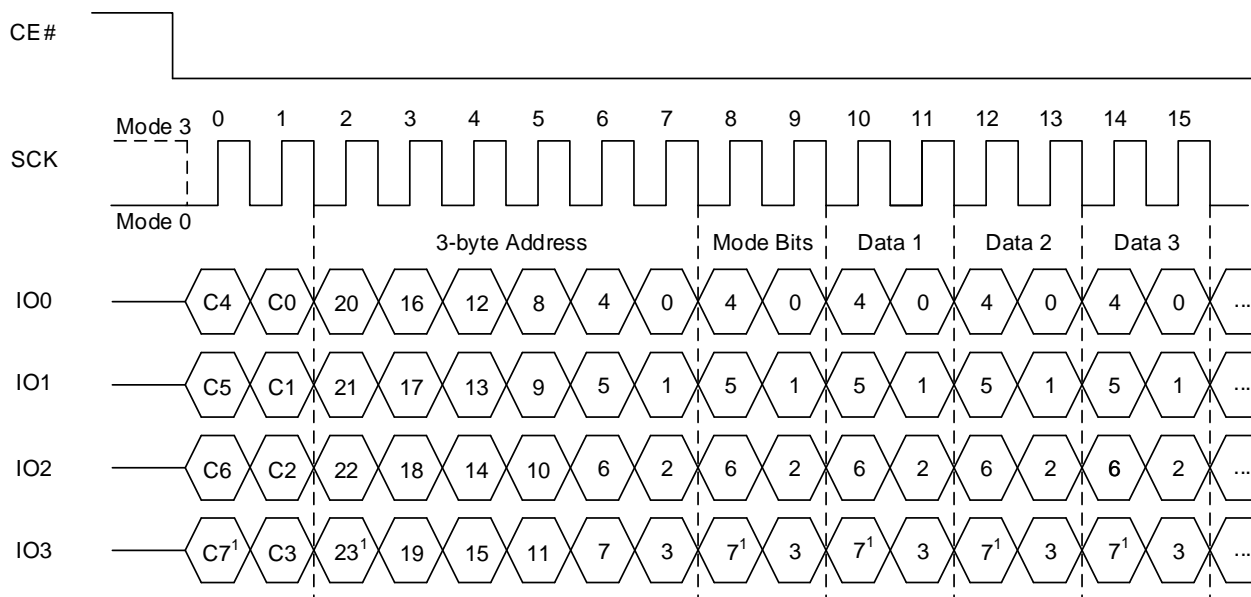 CE#
Mode 3 0 1 2 3 4 5 6 7 8 9 10 11 12 13 14 15
SCK
Mode 0
3-byte Address Mode Bits Data 1 Data 2 Data 3
IO0 C4 C0 20 16 12 8 4 0 4 0 4 0 4 0 4 0 ...
IO1 C5 C1 21 17 13 9 5 1 5 1 5 1 5 1 5 1 ...
IO2 C6 C2 22 18 14 10 6 2 6 2 6 2 6 2 6 2 ...
IO3 C7¹ C3 23¹ 19 15 11 7 3 7¹ 3 7¹ 3 7¹ 3 7¹ 3 ...